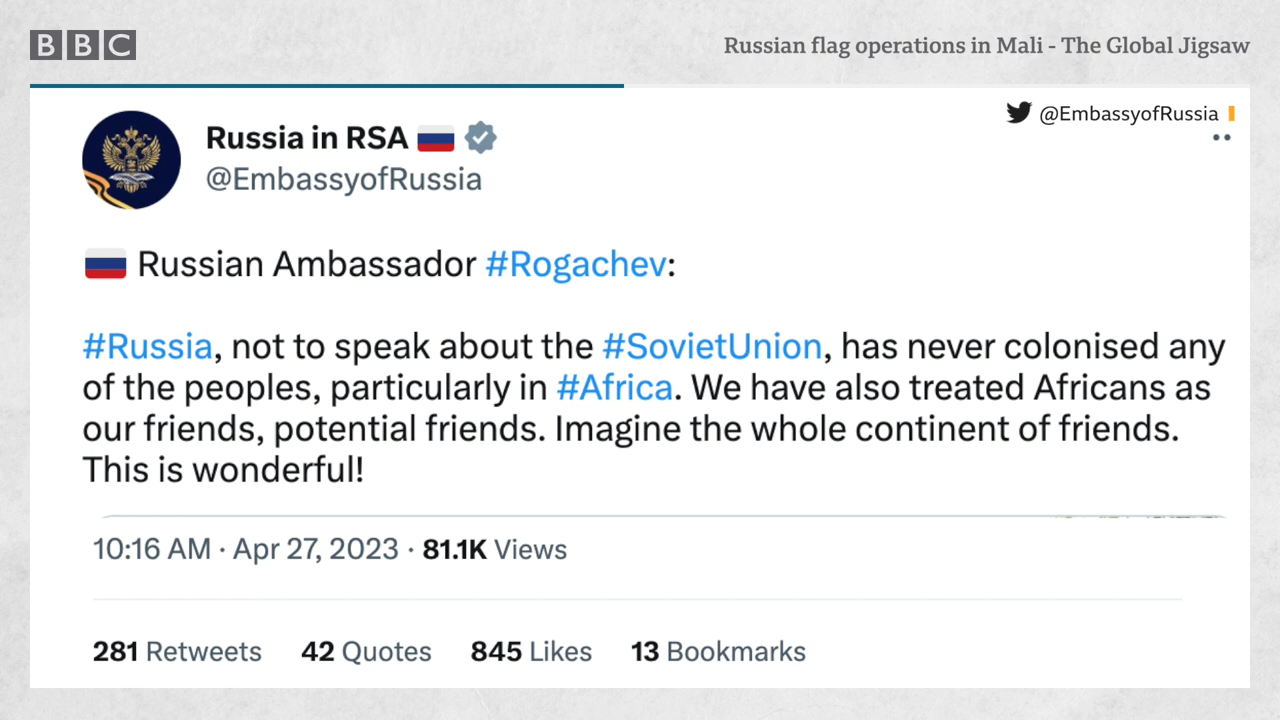 BBC
Russian flag operations in Mali - The Global Jigsaw
@EmbassyofRussia
Russia in RSA
@EmbassyofRussia
Russian Ambassador #Rogachev:
#Russia, not to speak about the #SovietUnion, has never colonised any
of the peoples, particularly in #Africa. We have also treated Africans as
our friends, potential friends. Imagine the whole continent of friends.
This is wonderful!
10:16 AM · Apr 27, 2023 · 81.1K Views
281 Retweets 42 Quotes 845 Likes 13 Bookmarks